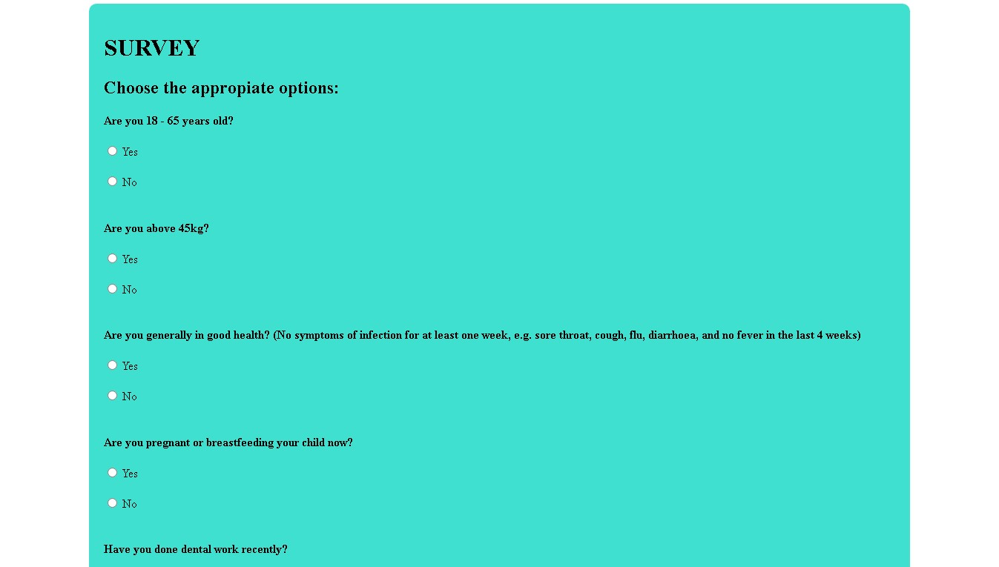 SURVEY
Choose the appropiate options:
Are you 18 - 65 years old?
Yes
No
Are you above 45kg?
Yes
No
Are you generally in good health? (No symptoms of infection for at least one week, e.g. sore throat, cough, flu, diarrhoea, and no fever in the last 4 weeks)
Yes
No
Are you pregnant or breastfeeding your child now?
Yes
No
Have you done dental work recently?